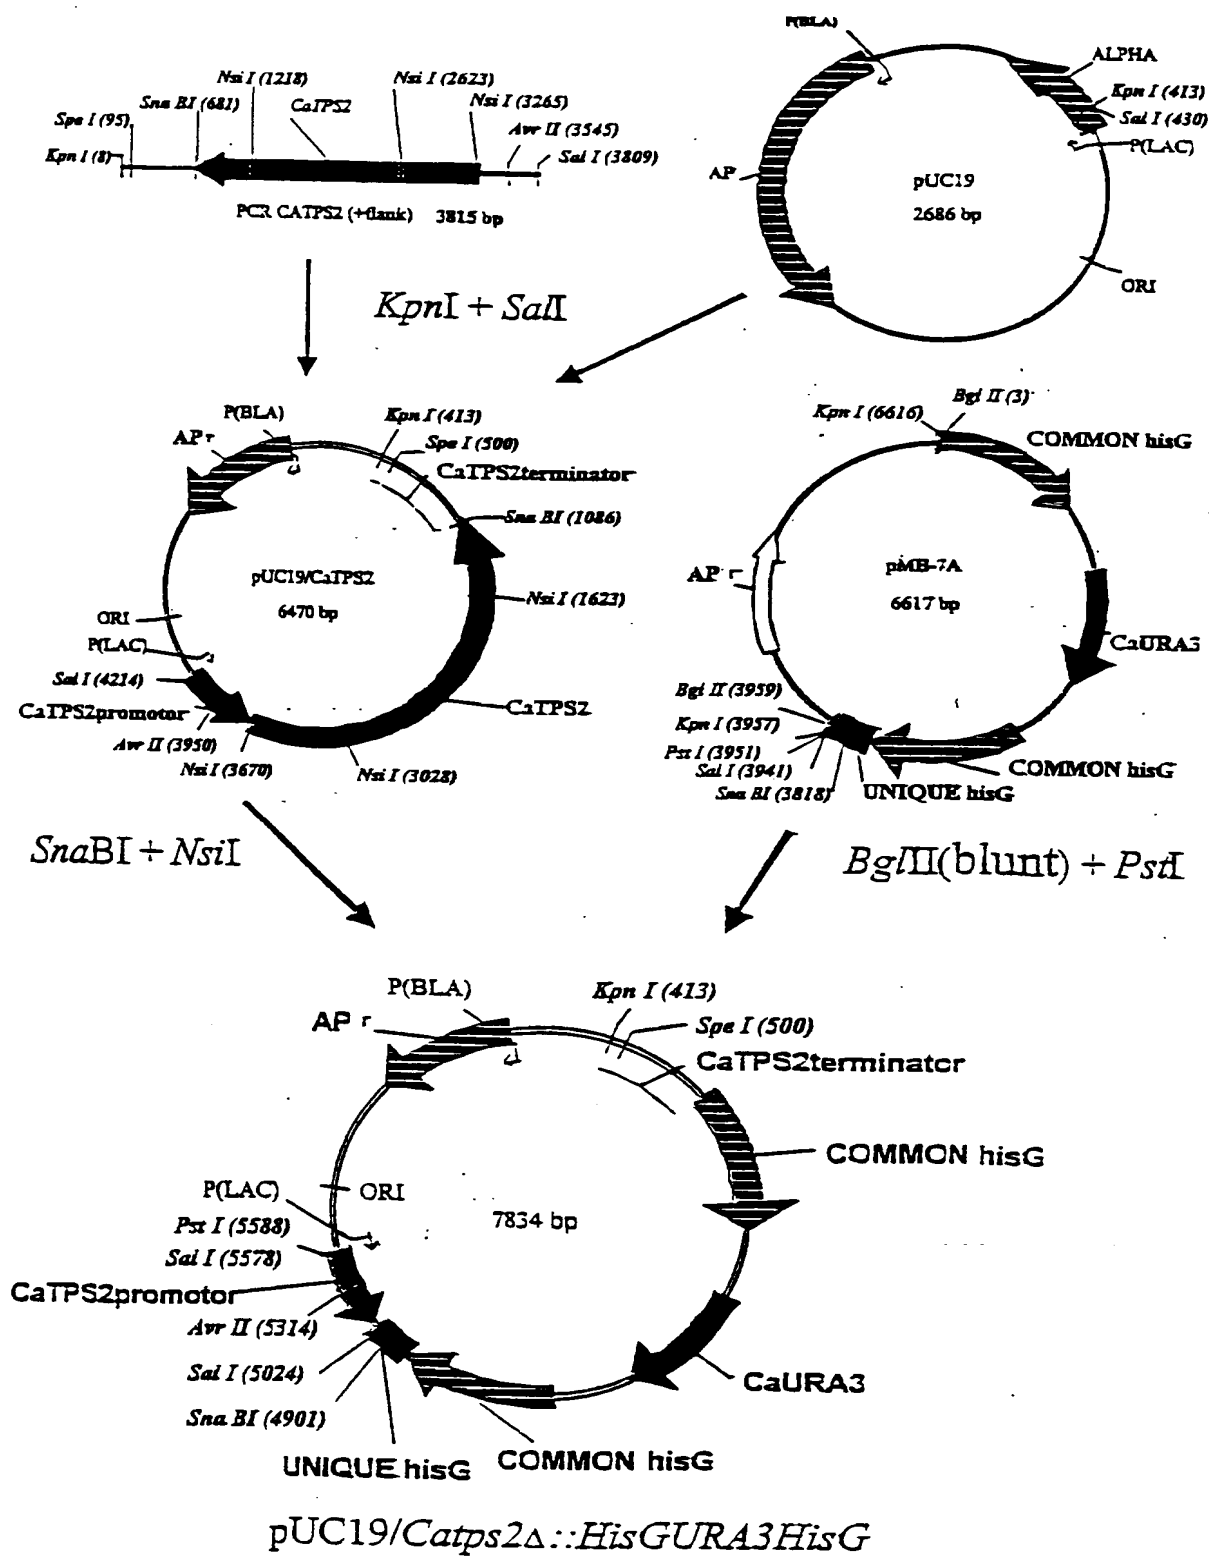 P(BLA)
ALPHA
Kpn I (413)
Sal I (430)
P(LAC)
AP
pUC19
2686 bp
ORI
Nsi I (1218)
Nsi I (2623)
Sna BI (681)
CaTPS2
Nsi I (3265)
Spe I (95)
Avr II (3545)
Kpn I (8)
Sal I (3809)
PCR CATPS2 (+flank) 3815 bp
KpnI + SalI
P(BLA)
AP r
Kpn I (413)
Spe I (500)
CaTPS2terminator
Sna BI (1086)
pUC19/CaTPS2
6470 bp
Nsi I (1623)
ORI
P(LAC)
Sal I (4214)
CaTPS2promotor
CaTPS2
Avr II (3950)
Nsi I (3670)
Nsi I (3028)
Bgl II (3)
Kpn I (6616)
COMMON hisG
AP r
pMB-7A
6617 bp
CaURA3
Bgl II (3959)
Kpn I (3957)
Pst I (3951)
Sal I (3941)
Sna BI (3818)
UNIQUE hisG
COMMON hisG
SnaBI + NsiI
BglII(blunt) + PstI
P(BLA)
AP r
Kpn I (413)
Spe I (500)
CaTPS2terminator
COMMON hisG
P(LAC)
ORI
7834 bp
Pst I (5588)
Sal I (5578)
CaTPS2promotor
Avr II (5314)
Sal I (5024)
Sna BI (4901)
CaURA3
UNIQUE hisG
COMMON hisG
pUC19/Catps2Δ::HisGURA3HisG